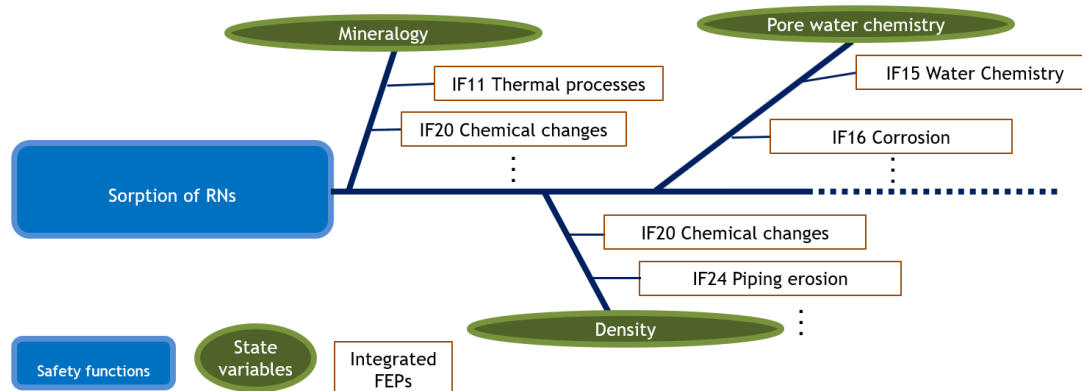 Mineralogy
Pore water chemistry
IF11 Thermal processes
IF15 Water Chemistry
IF20 Chemical changes
IF16 Corrosion
Sorption of RNs
IF20 Chemical changes
IF24 Piping erosion
Density
Safety functions
State
variables
Integrated
FEPs